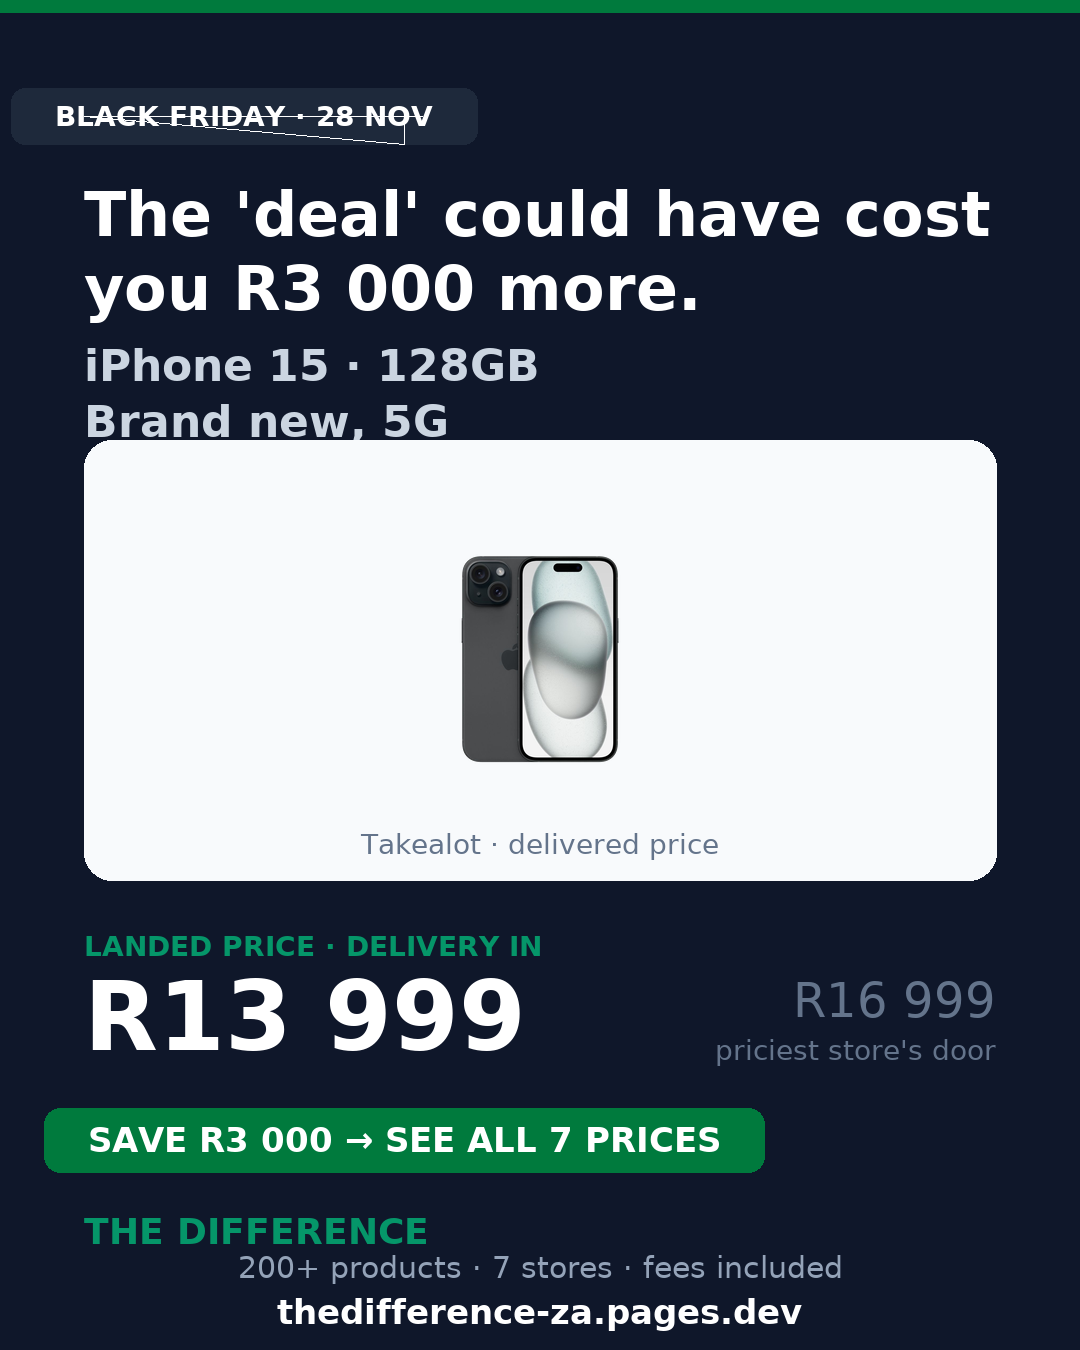 BLACK FRIDAY · 28 NOV
The 'deal' could have cost
you R3 000 more.
iPhone 15 · 128GB
Brand new, 5G
Takealot · delivered price
LANDED PRICE · DELIVERY IN
R13 999
R16 999
priciest store's door
SAVE R3 000 → SEE ALL 7 PRICES
THE DIFFERENCE
200+ products · 7 stores · fees included
thedifference-za.pages.dev